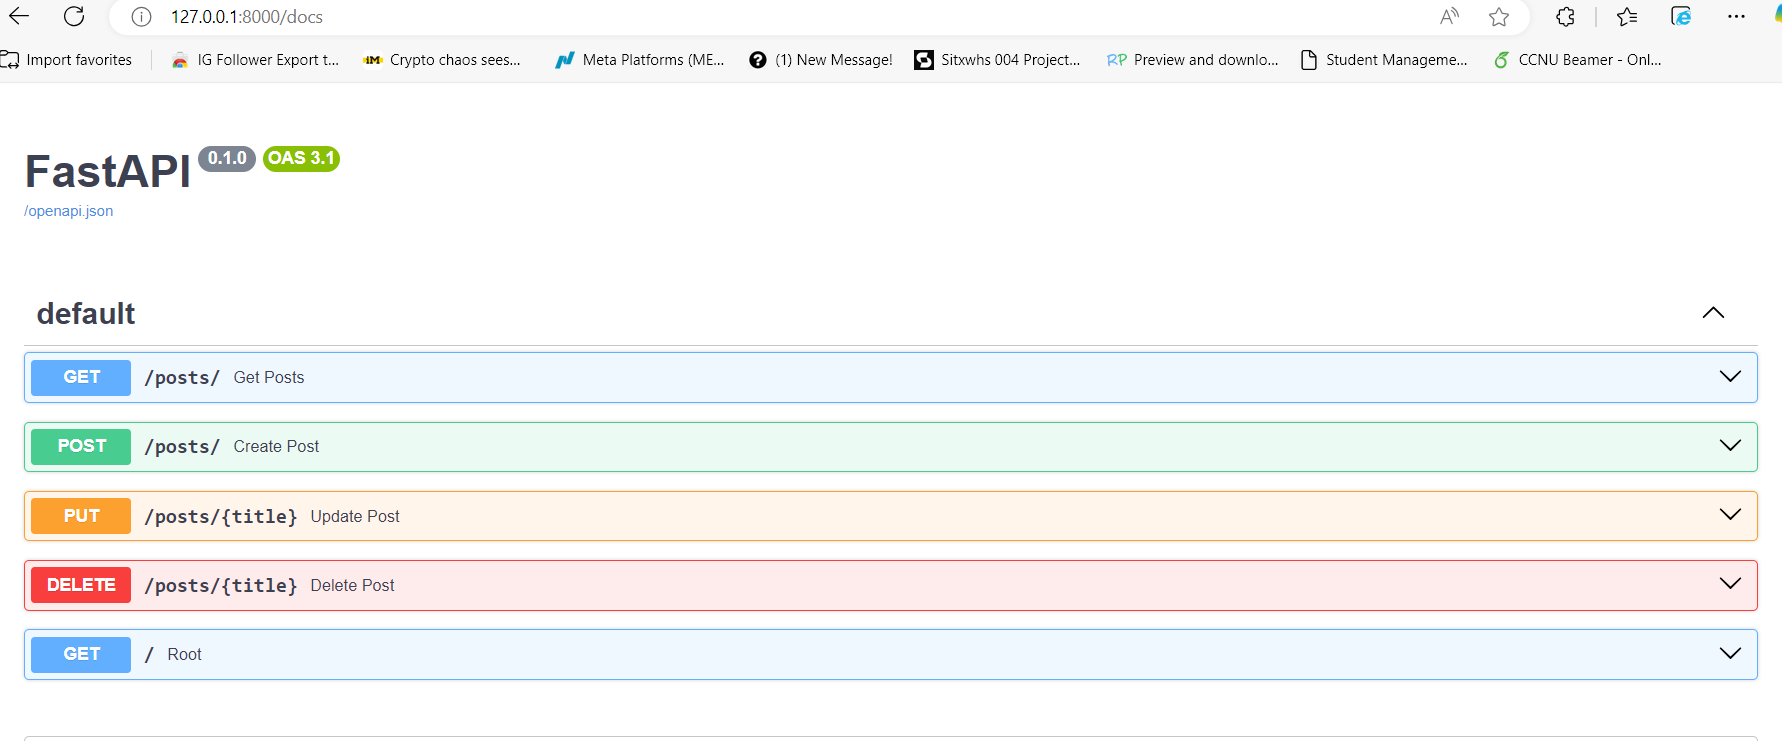 127.0.0.1:8000/docs
Import favorites IG Follower Export t... Crypto chaos sees... Meta Platforms (ME... (1) New Message! Sitxwhs 004 Project... RP Preview and downlo... Student Manageme... CCNU Beamer - Onl...
FastAPI 0.1.0 OAS 3.1
/openapi.json
default
GET /posts/ Get Posts
POST /posts/ Create Post
PUT /posts/{title} Update Post
DELETE /posts/{title} Delete Post
GET / Root